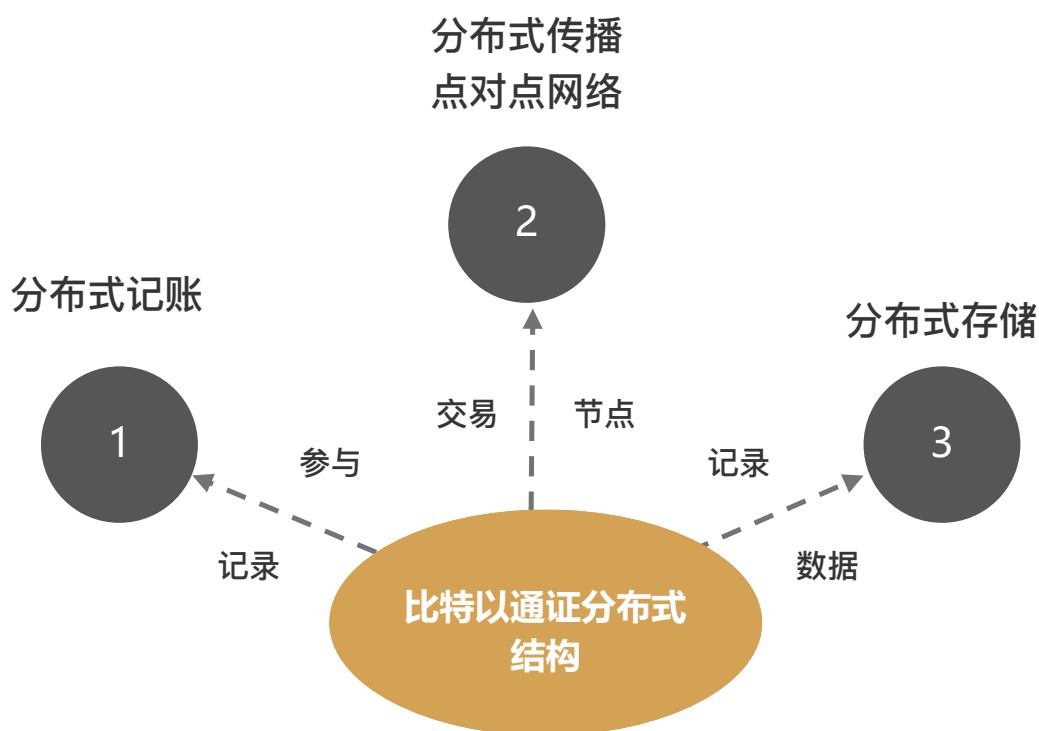 分布式传播
点对点网络
2
分布式记账
分布式存储
1
3
交易
节点
参与
记录
记录
数据
比特以通证分布式
结构